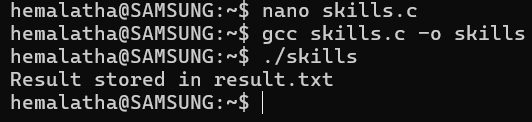 hemalatha@SAMSUNG:~$ nano skills.c
hemalatha@SAMSUNG:~$ gcc skills.c -o skills
hemalatha@SAMSUNG:~$ ./skills
Result stored in result.txt
hemalatha@SAMSUNG:~$